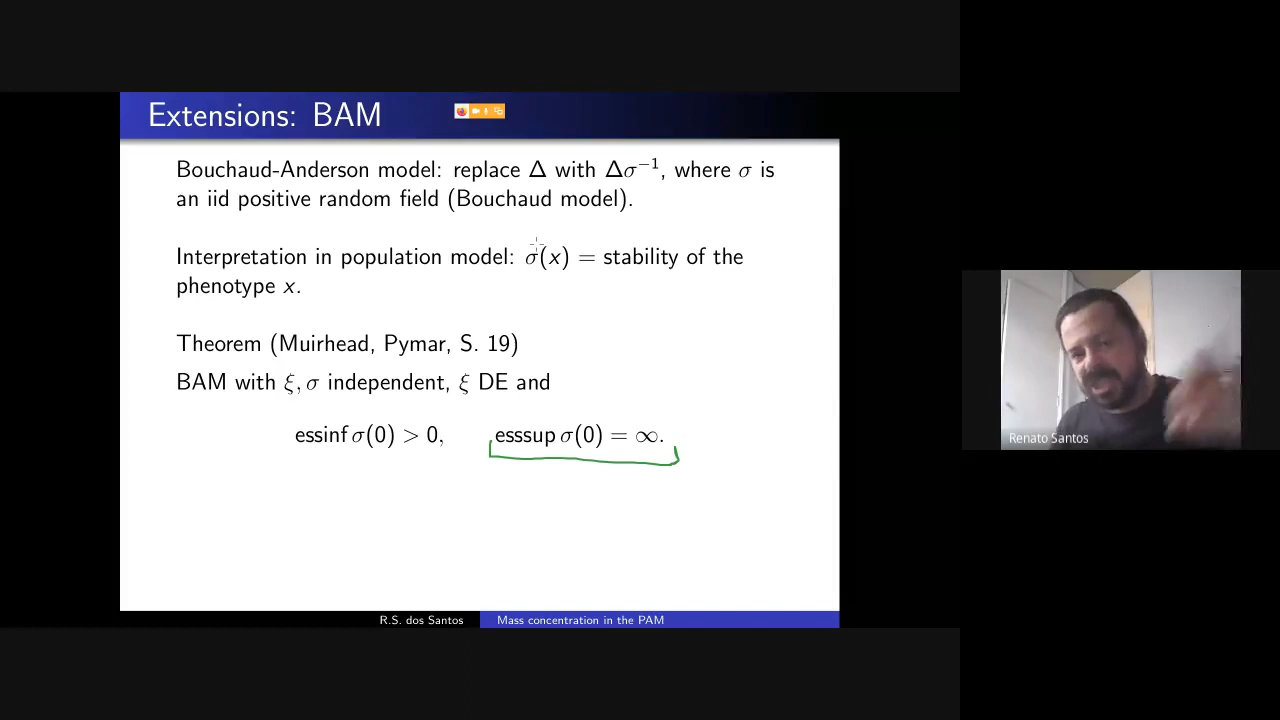 Extensions: BAM
Bouchaud-Anderson model: replace Δ with Δσ⁻¹, where σ is
an iid positive random field (Bouchaud model).
Interpretation in population model: σ(x) = stability of the
phenotype x.
Theorem (Muirhead, Pymar, S. 19)
BAM with ξ, σ independent, ξ DE and
essinf σ(0) > 0, esssup σ(0) = ∞.
R.S. dos Santos Mass concentration in the PAM
Renato Santos